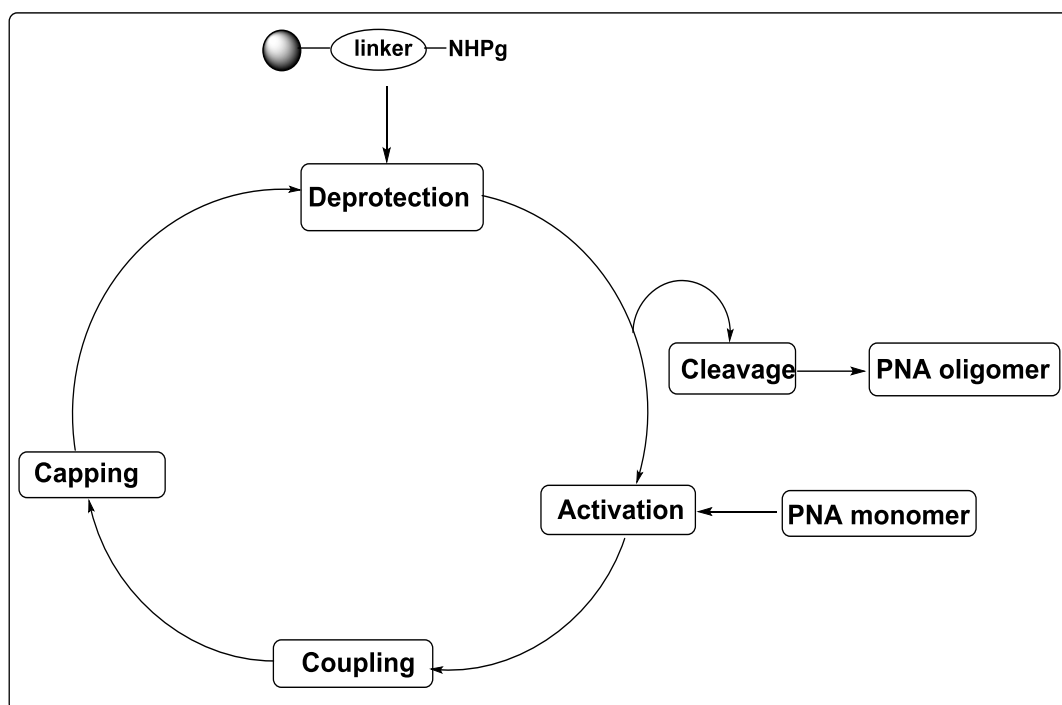 linker
NHPg
Deprotection
Cleavage
PNA oligomer
Capping
Activation
PNA monomer
Coupling